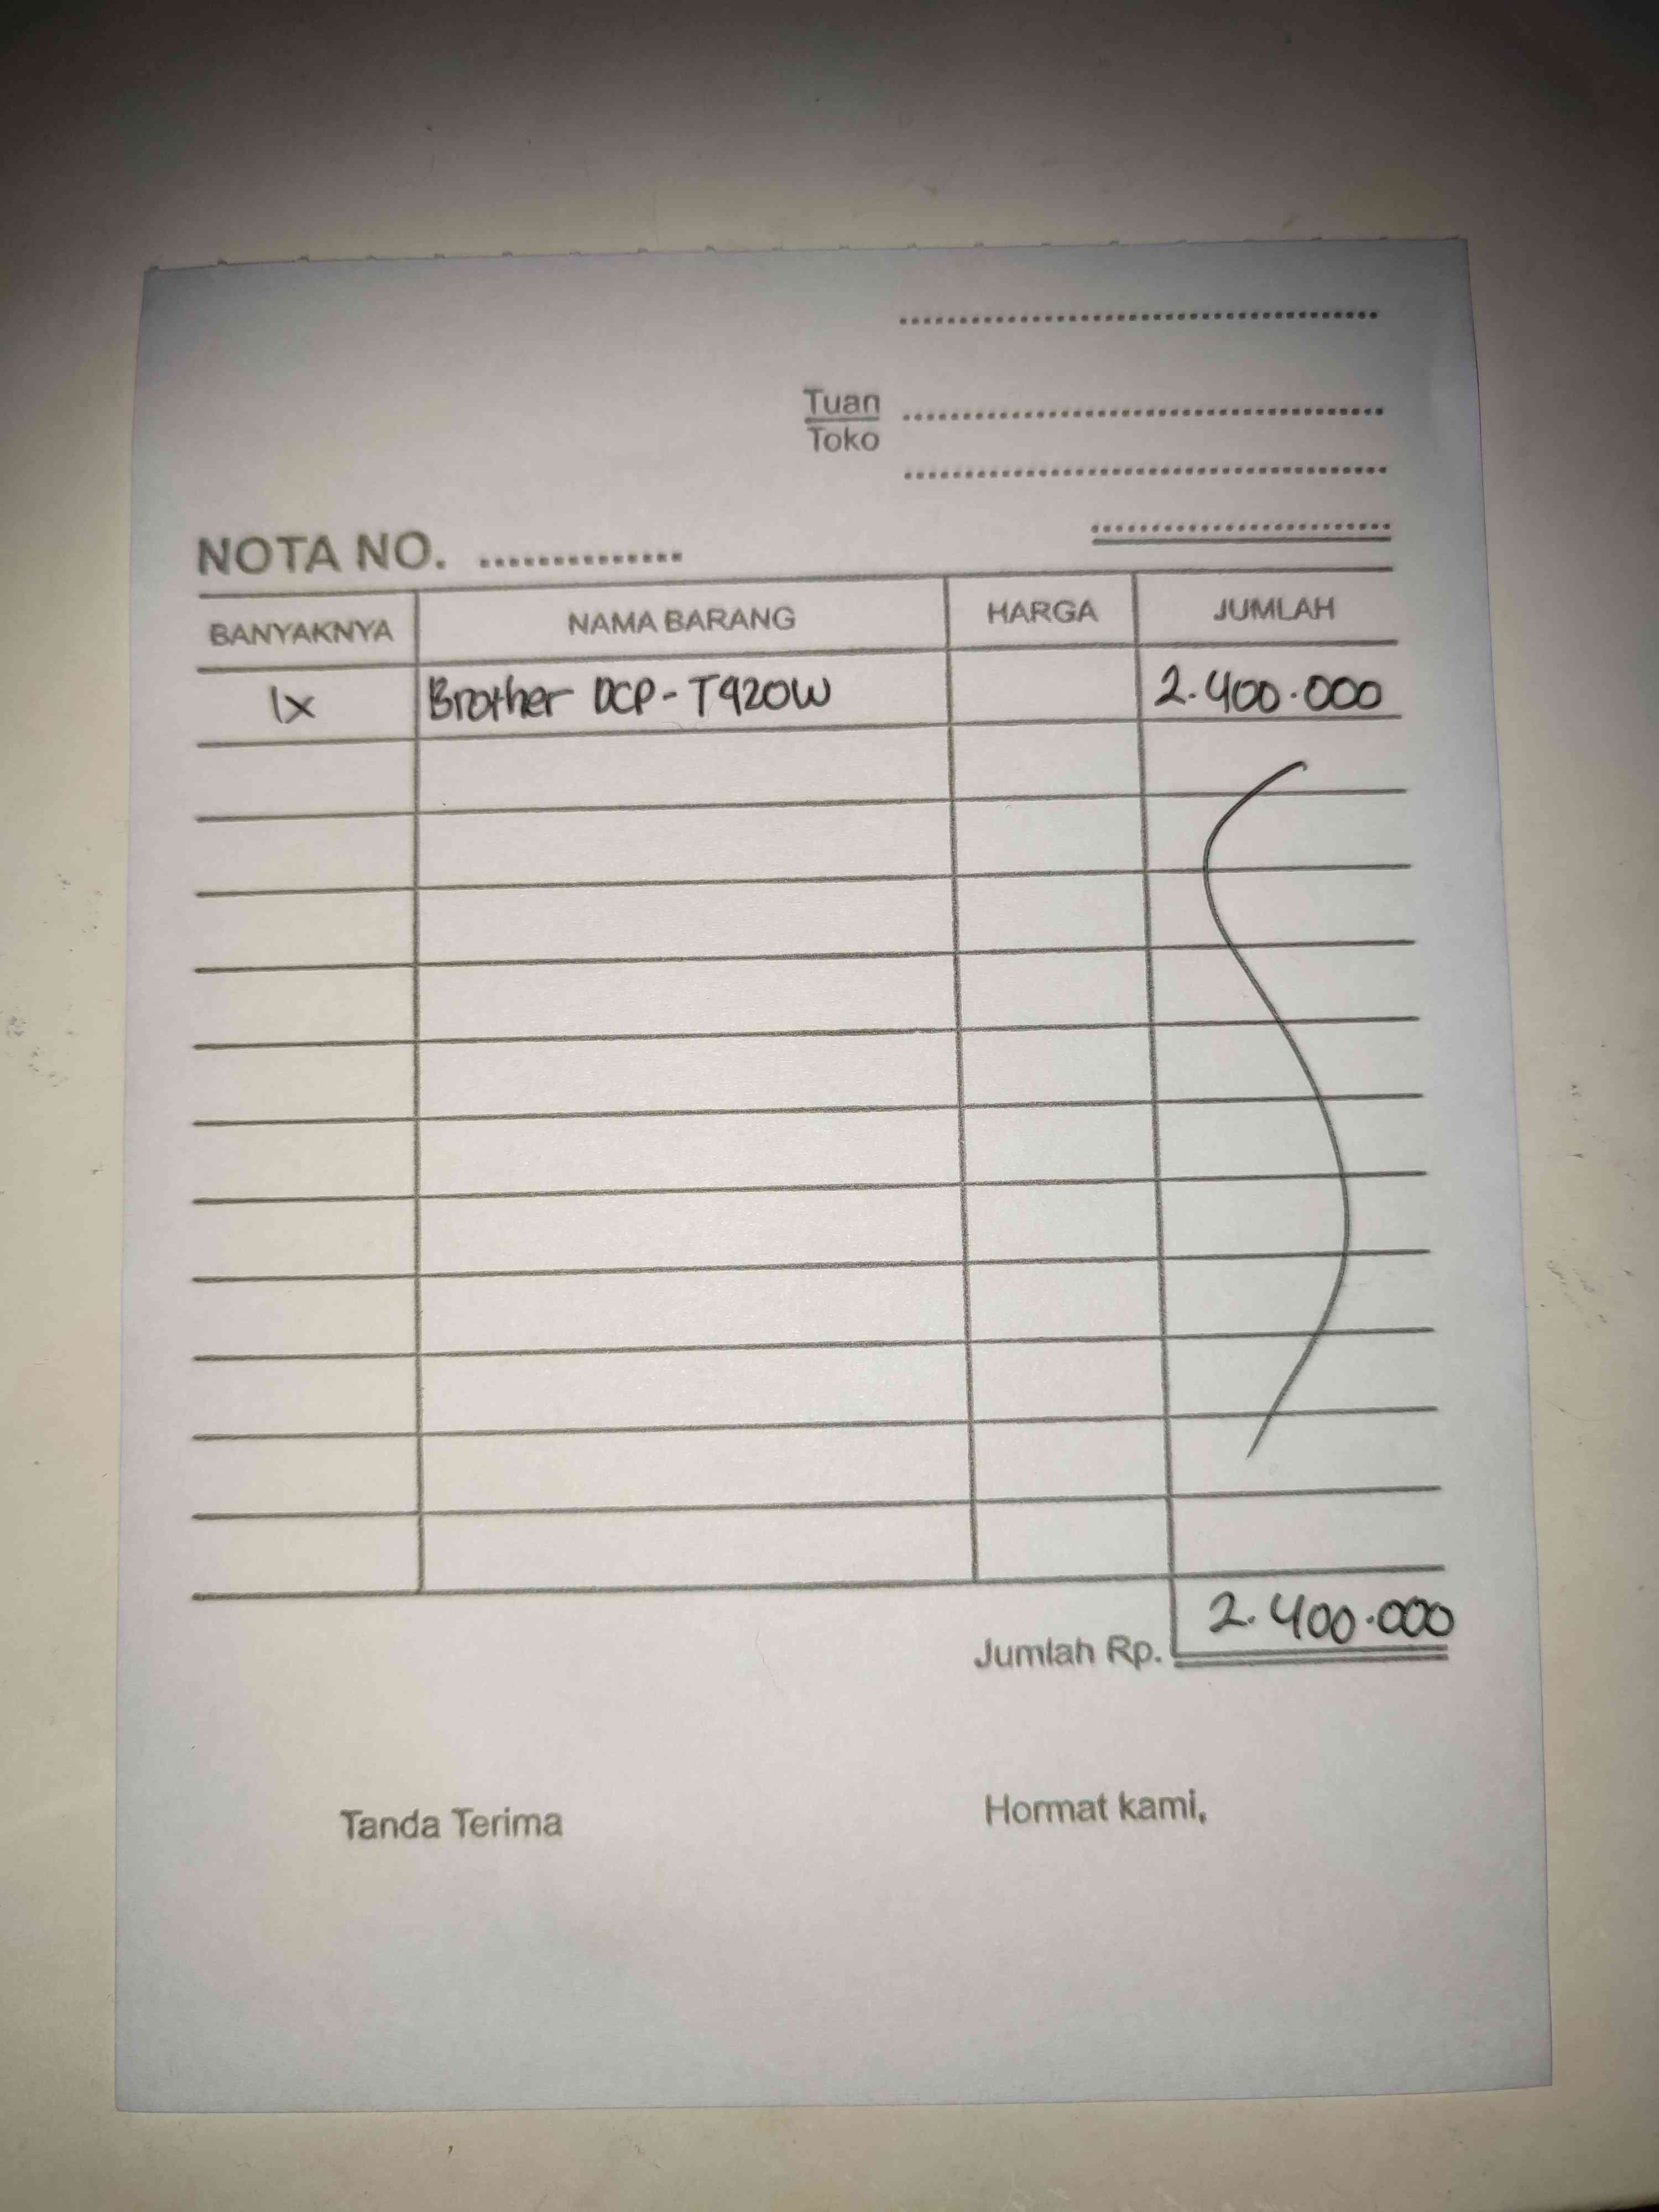 Tuan
Toko
NOTA NO.
BANYAKNYA NAMA BARANG HARGA JUMLAH
1x Brother DCP-T920W 2.400.000
Jumlah Rp. 2.400.000
Tanda Terima Hormat kami,